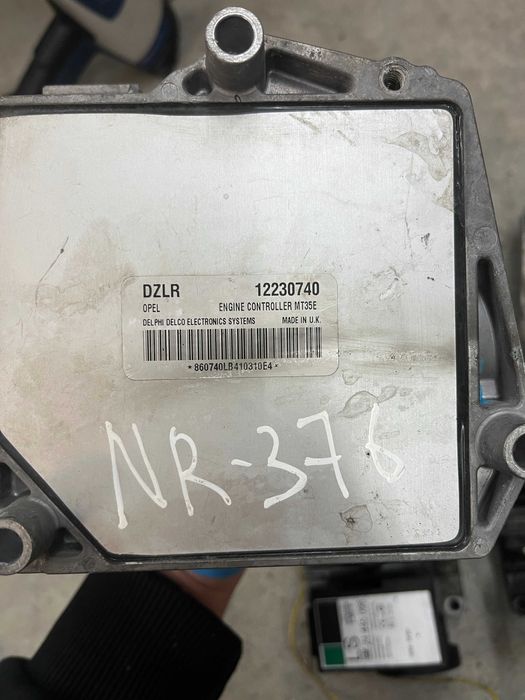 DZLR 12230740
OPEL ENGINE CONTROLLER MT35E
DELPHI DELCO ELECTRONICS SYSTEMS MADE IN U.K.
*860740LB410310E4*
NR-376